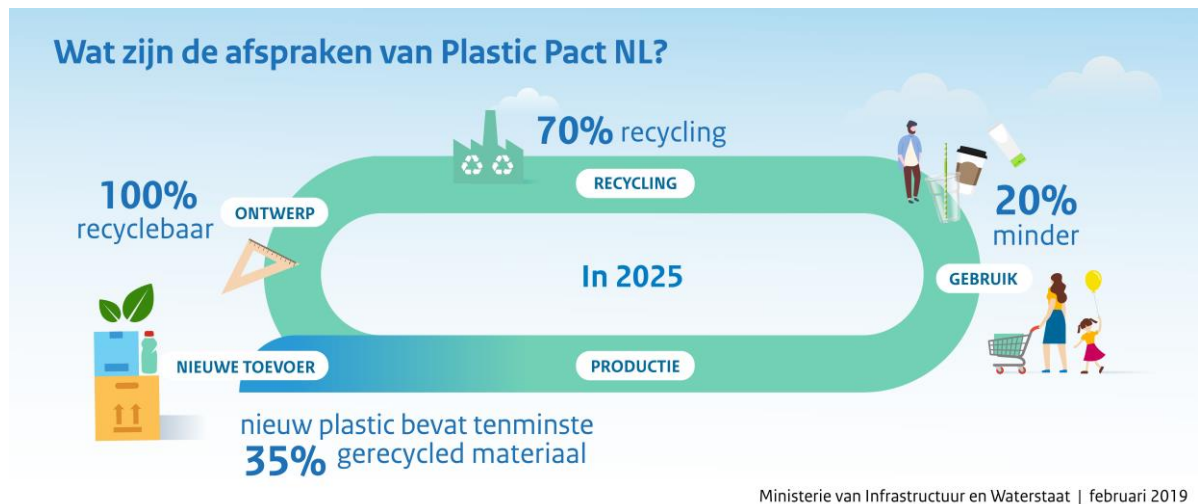 Wat zijn de afspraken van Plastic Pact NL?
70% recycling
RECYCLING
100%
recyclebaar
ONTWERP
20%
minder
In 2025
GEBRUIK
NIEUWE TOEVOER
PRODUCTIE
nieuw plastic bevat tenminste
35% gerecycled materiaal
Ministerie van Infrastructuur en Waterstaat | februari 2019